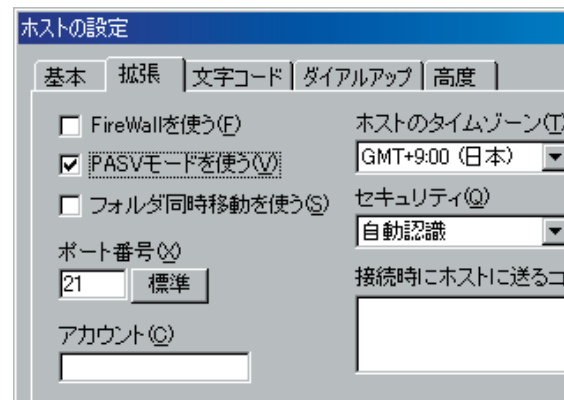 ホストの設定
基本 拡張 文字コード ダイアルアップ 高度
FireWallを使う(F)
PASVモードを使う(V)
フォルダ同時移動を使う(S)
ポート番号(X)
21 標準
アカウント(C)
ホストのタイムゾーン(T)
GMT+9:00 (日本)
セキュリティ(Q)
自動認識
接続時にホストに送るコ